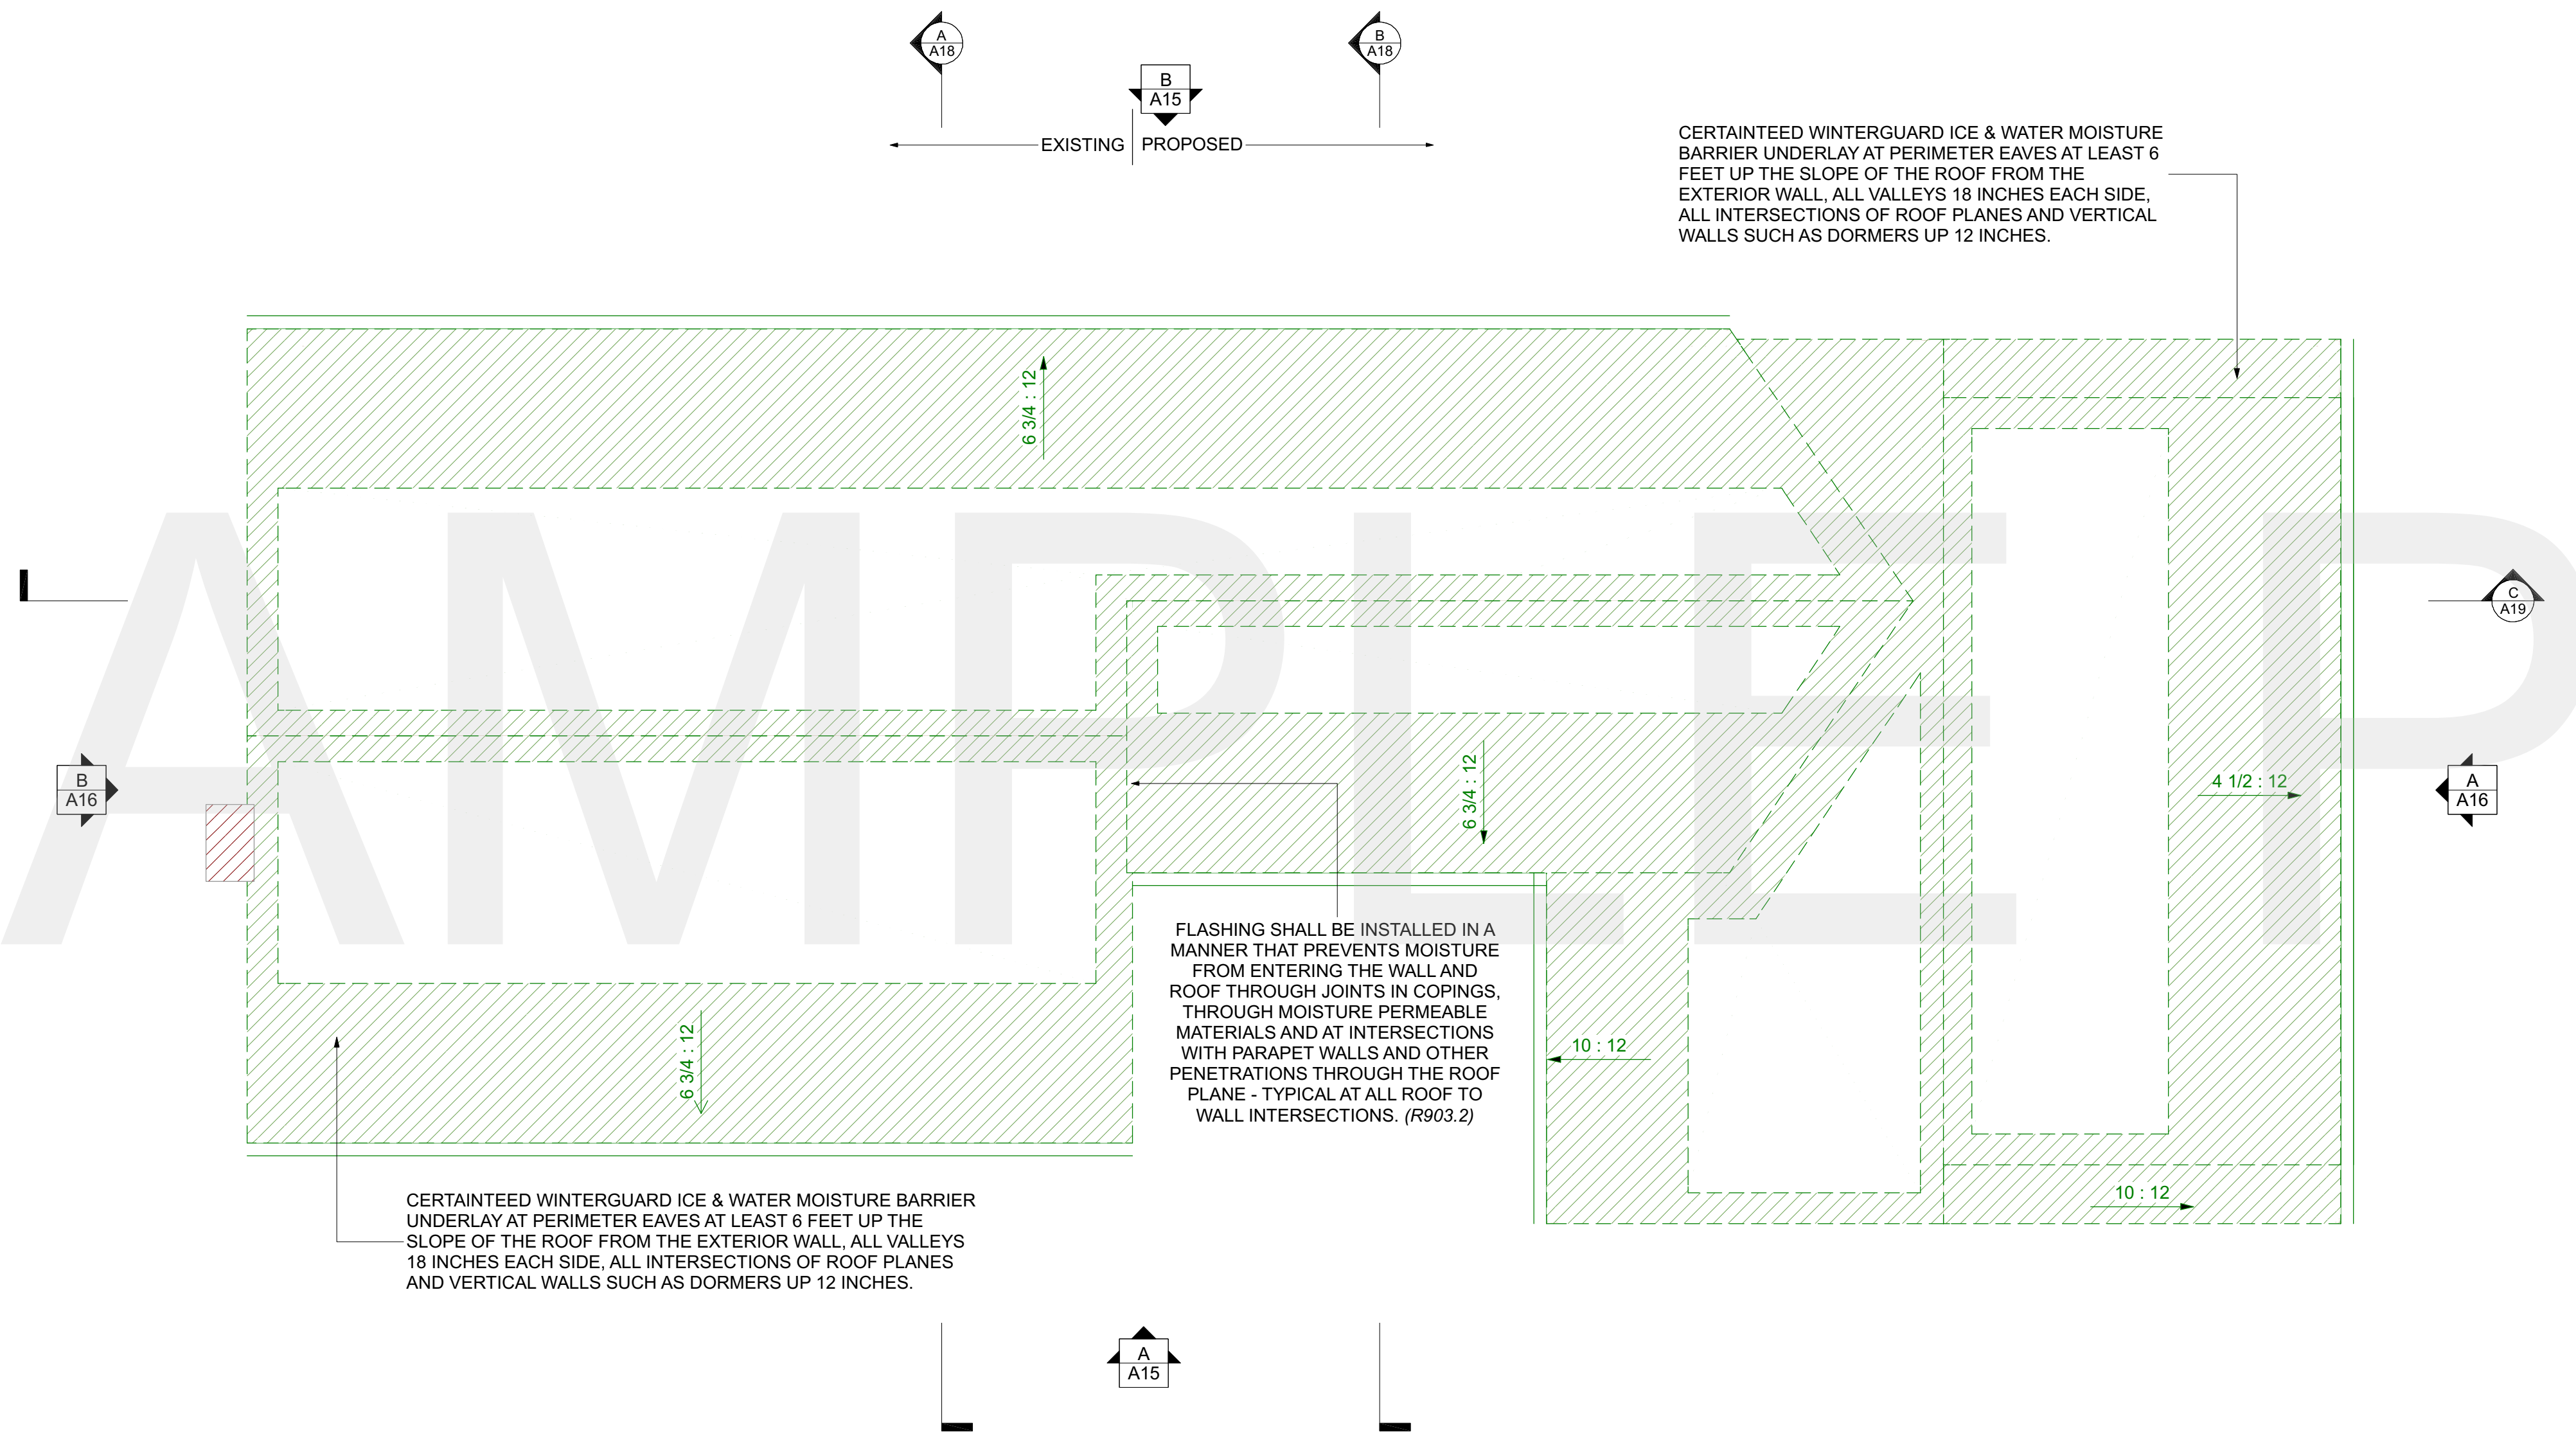 A
A18
B
A18
B
A15
EXISTING
PROPOSED
CERTAINTEED WINTERGUARD ICE & WATER MOISTURE
BARRIER UNDERLAY AT PERIMETER EAVES AT LEAST 6
FEET UP THE SLOPE OF THE ROOF FROM THE
EXTERIOR WALL, ALL VALLEYS 18 INCHES EACH SIDE,
ALL INTERSECTIONS OF ROOF PLANES AND VERTICAL
WALLS SUCH AS DORMERS UP 12 INCHES.
6 3/4 : 12
AMPLE P
C
A19
B
A16
6 3/4 : 12
4 1/2 : 12
A
A16
FLASHING SHALL BE INSTALLED IN A
MANNER THAT PREVENTS MOISTURE
FROM ENTERING THE WALL AND
ROOF THROUGH JOINTS IN COPINGS,
THROUGH MOISTURE PERMEABLE
MATERIALS AND AT INTERSECTIONS
WITH PARAPET WALLS AND OTHER
PENETRATIONS THROUGH THE ROOF
PLANE - TYPICAL AT ALL ROOF TO
WALL INTERSECTIONS. (R903.2)
6 3/4 : 12
10 : 12
10 : 12
CERTAINTEED WINTERGUARD ICE & WATER MOISTURE BARRIER
UNDERLAY AT PERIMETER EAVES AT LEAST 6 FEET UP THE
SLOPE OF THE ROOF FROM THE EXTERIOR WALL, ALL VALLEYS
18 INCHES EACH SIDE, ALL INTERSECTIONS OF ROOF PLANES
AND VERTICAL WALLS SUCH AS DORMERS UP 12 INCHES.
A
A15